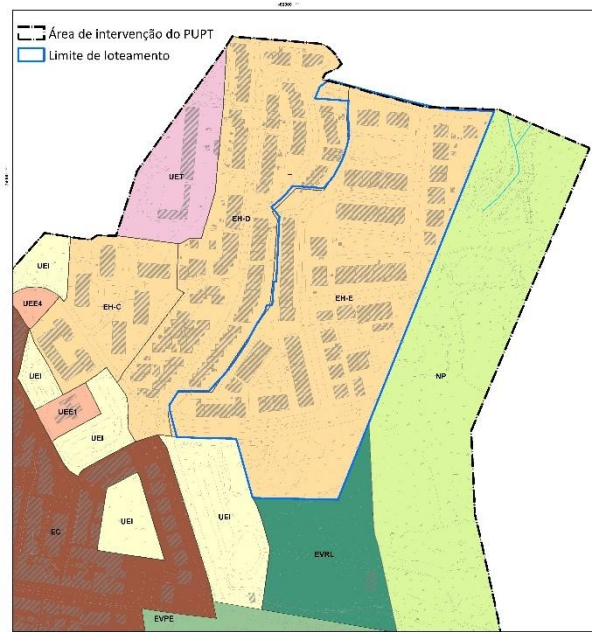 Área de intervenção do PUPT
Limite de loteamento
UET
EH-D
UEI
EH-C
EH-E
UEE4
NP
UEI
UEE1
UEI
UEI
UEI
EC
EVRL
EVPE